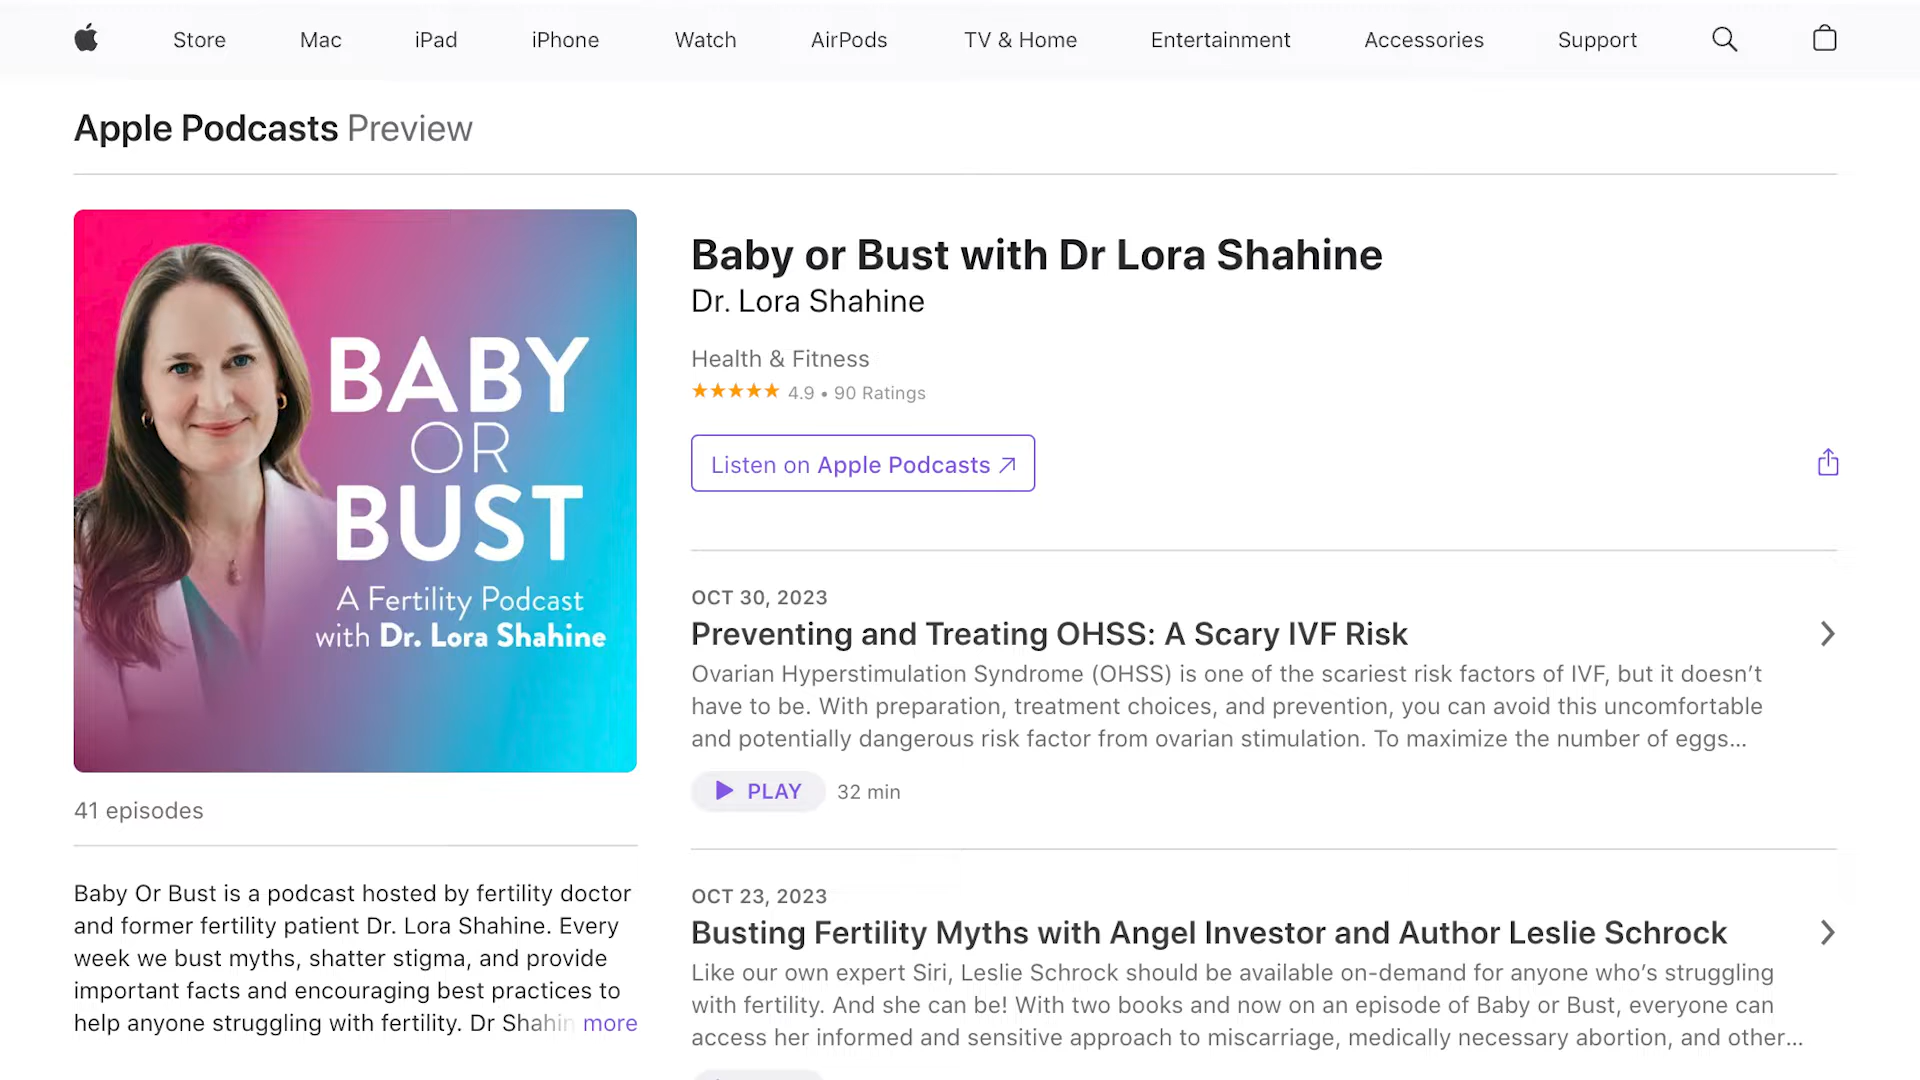 Store Mac iPad iPhone Watch AirPods TV & Home Entertainment Accessories Support
Apple Podcasts Preview
BABY
OR
BUST
A Fertility Podcast
with Dr. Lora Shahine
41 episodes
Baby Or Bust is a podcast hosted by fertility doctor
and former fertility patient Dr. Lora Shahine. Every
week we bust myths, shatter stigma, and provide
important facts and encouraging best practices to
help anyone struggling with fertility. Dr Shahin more
Baby or Bust with Dr Lora Shahine
Dr. Lora Shahine
Health & Fitness
★★★★★ 4.9 • 90 Ratings
Listen on Apple Podcasts ↗
OCT 30, 2023
Preventing and Treating OHSS: A Scary IVF Risk
Ovarian Hyperstimulation Syndrome (OHSS) is one of the scariest risk factors of IVF, but it doesn’t
have to be. With preparation, treatment choices, and prevention, you can avoid this uncomfortable
and potentially dangerous risk factor from ovarian stimulation. To maximize the number of eggs...
PLAY 32 min
OCT 23, 2023
Busting Fertility Myths with Angel Investor and Author Leslie Schrock
Like our own expert Siri, Leslie Schrock should be available on-demand for anyone who’s struggling
with fertility. And she can be! With two books and now on an episode of Baby or Bust, everyone can
access her informed and sensitive approach to miscarriage, medically necessary abortion, and other...